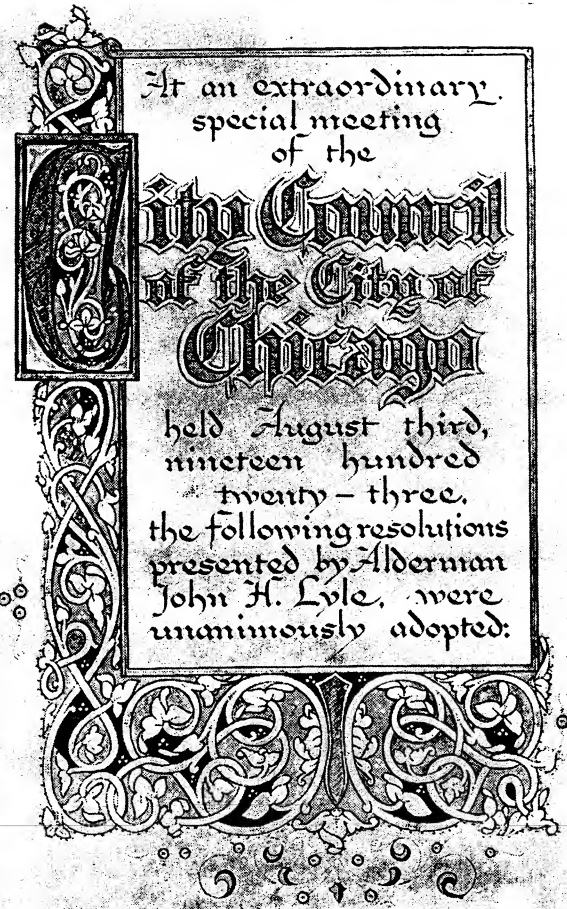 At an extraordinary
special meeting
of the
City Council
of the City of
Chicago
held August third,
nineteen hundred
twenty-three,
the following resolutions
presented by Alderman
John H. Lyle, were
unanimously adopted: